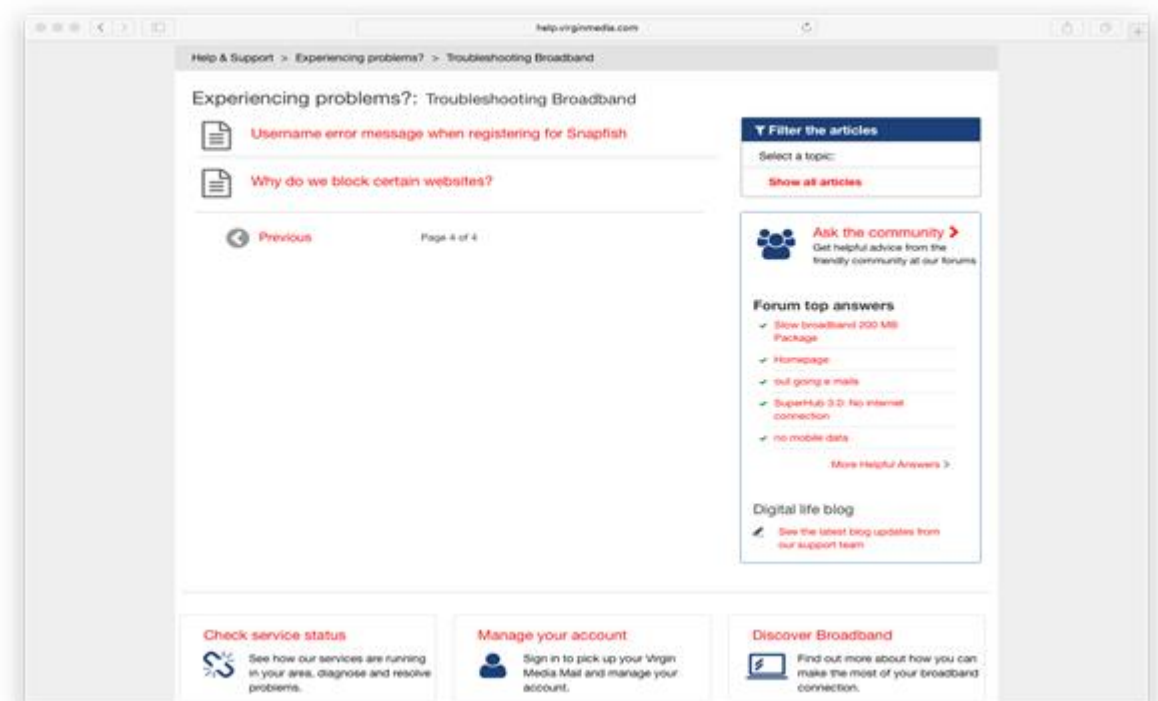 help.virginmedia.com
Help & Support > Experiencing problems? > Troubleshooting Broadband
Experiencing problems?: Troubleshooting Broadband
Username error message when registering for Snapfish
Why do we block certain websites?
Previous
Page 4 of 4
Filter the articles
Select a topic:
Show all articles
Ask the community >
Get helpful advice from the
friendly community at our forums
Forum top answers
Slow broadband 200 MB
Package
Homepage
out going e mails
SuperHub 3.0: No internet
connection
no mobile data
More Helpful Answers >
Digital life blog
See the latest blog updates from
our support team
Check service status
See how our services are running
in your area, diagnose and resolve
problems.
Manage your account
Sign in to pick up your Virgin
Media Mail and manage your
account.
Discover Broadband
Find out more about how you can
make the most of your broadband
connection.